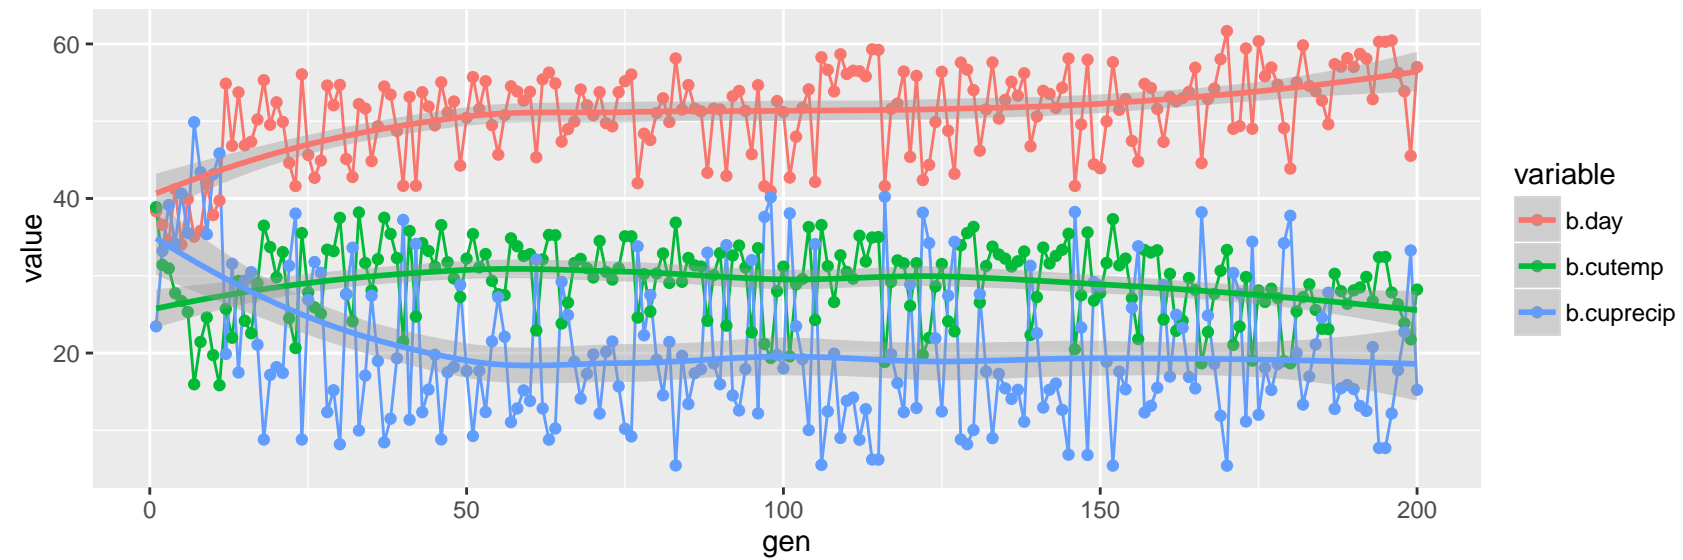 60
40
20
value
0
50
100
150
200
gen
variable
b.day
b.cutemp
b.cuprecip